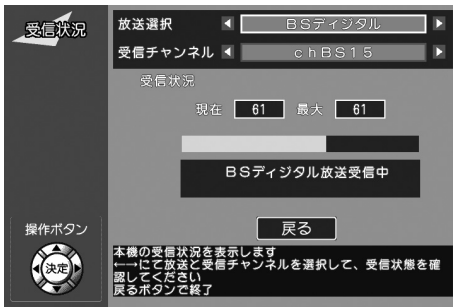 受信状況
放送選択 BSディジタル
受信チャンネル chBS15
受信状況
現在 61 最大 61
BSディジタル放送受信中
戻る
操作ボタン
決定
本機の受信状況を表示します
←→にて放送と受信チャンネルを選択して、受信状態を確
認してください
戻るボタンで終了